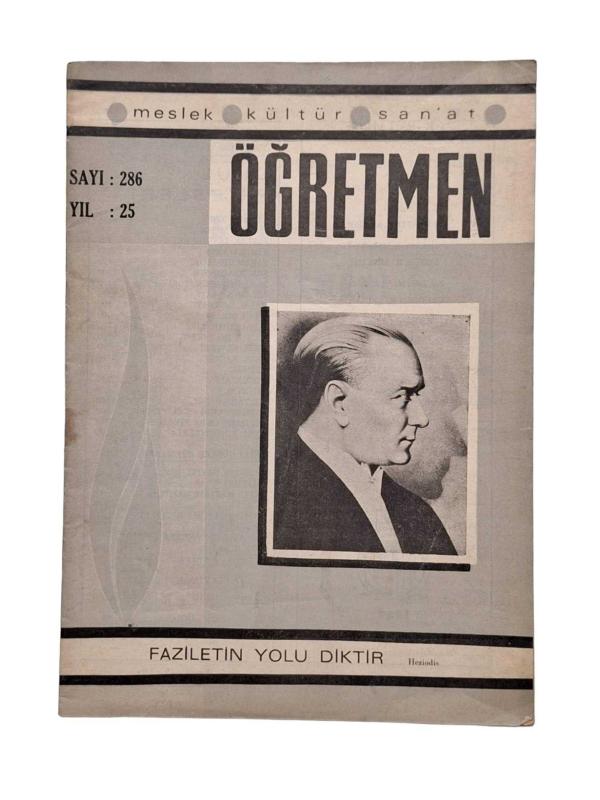 meslek kültür san'at
ÖĞRETMEN
SAYI : 286
YIL : 25
FAZİLETİN YOLU DİKTİR Heziodis